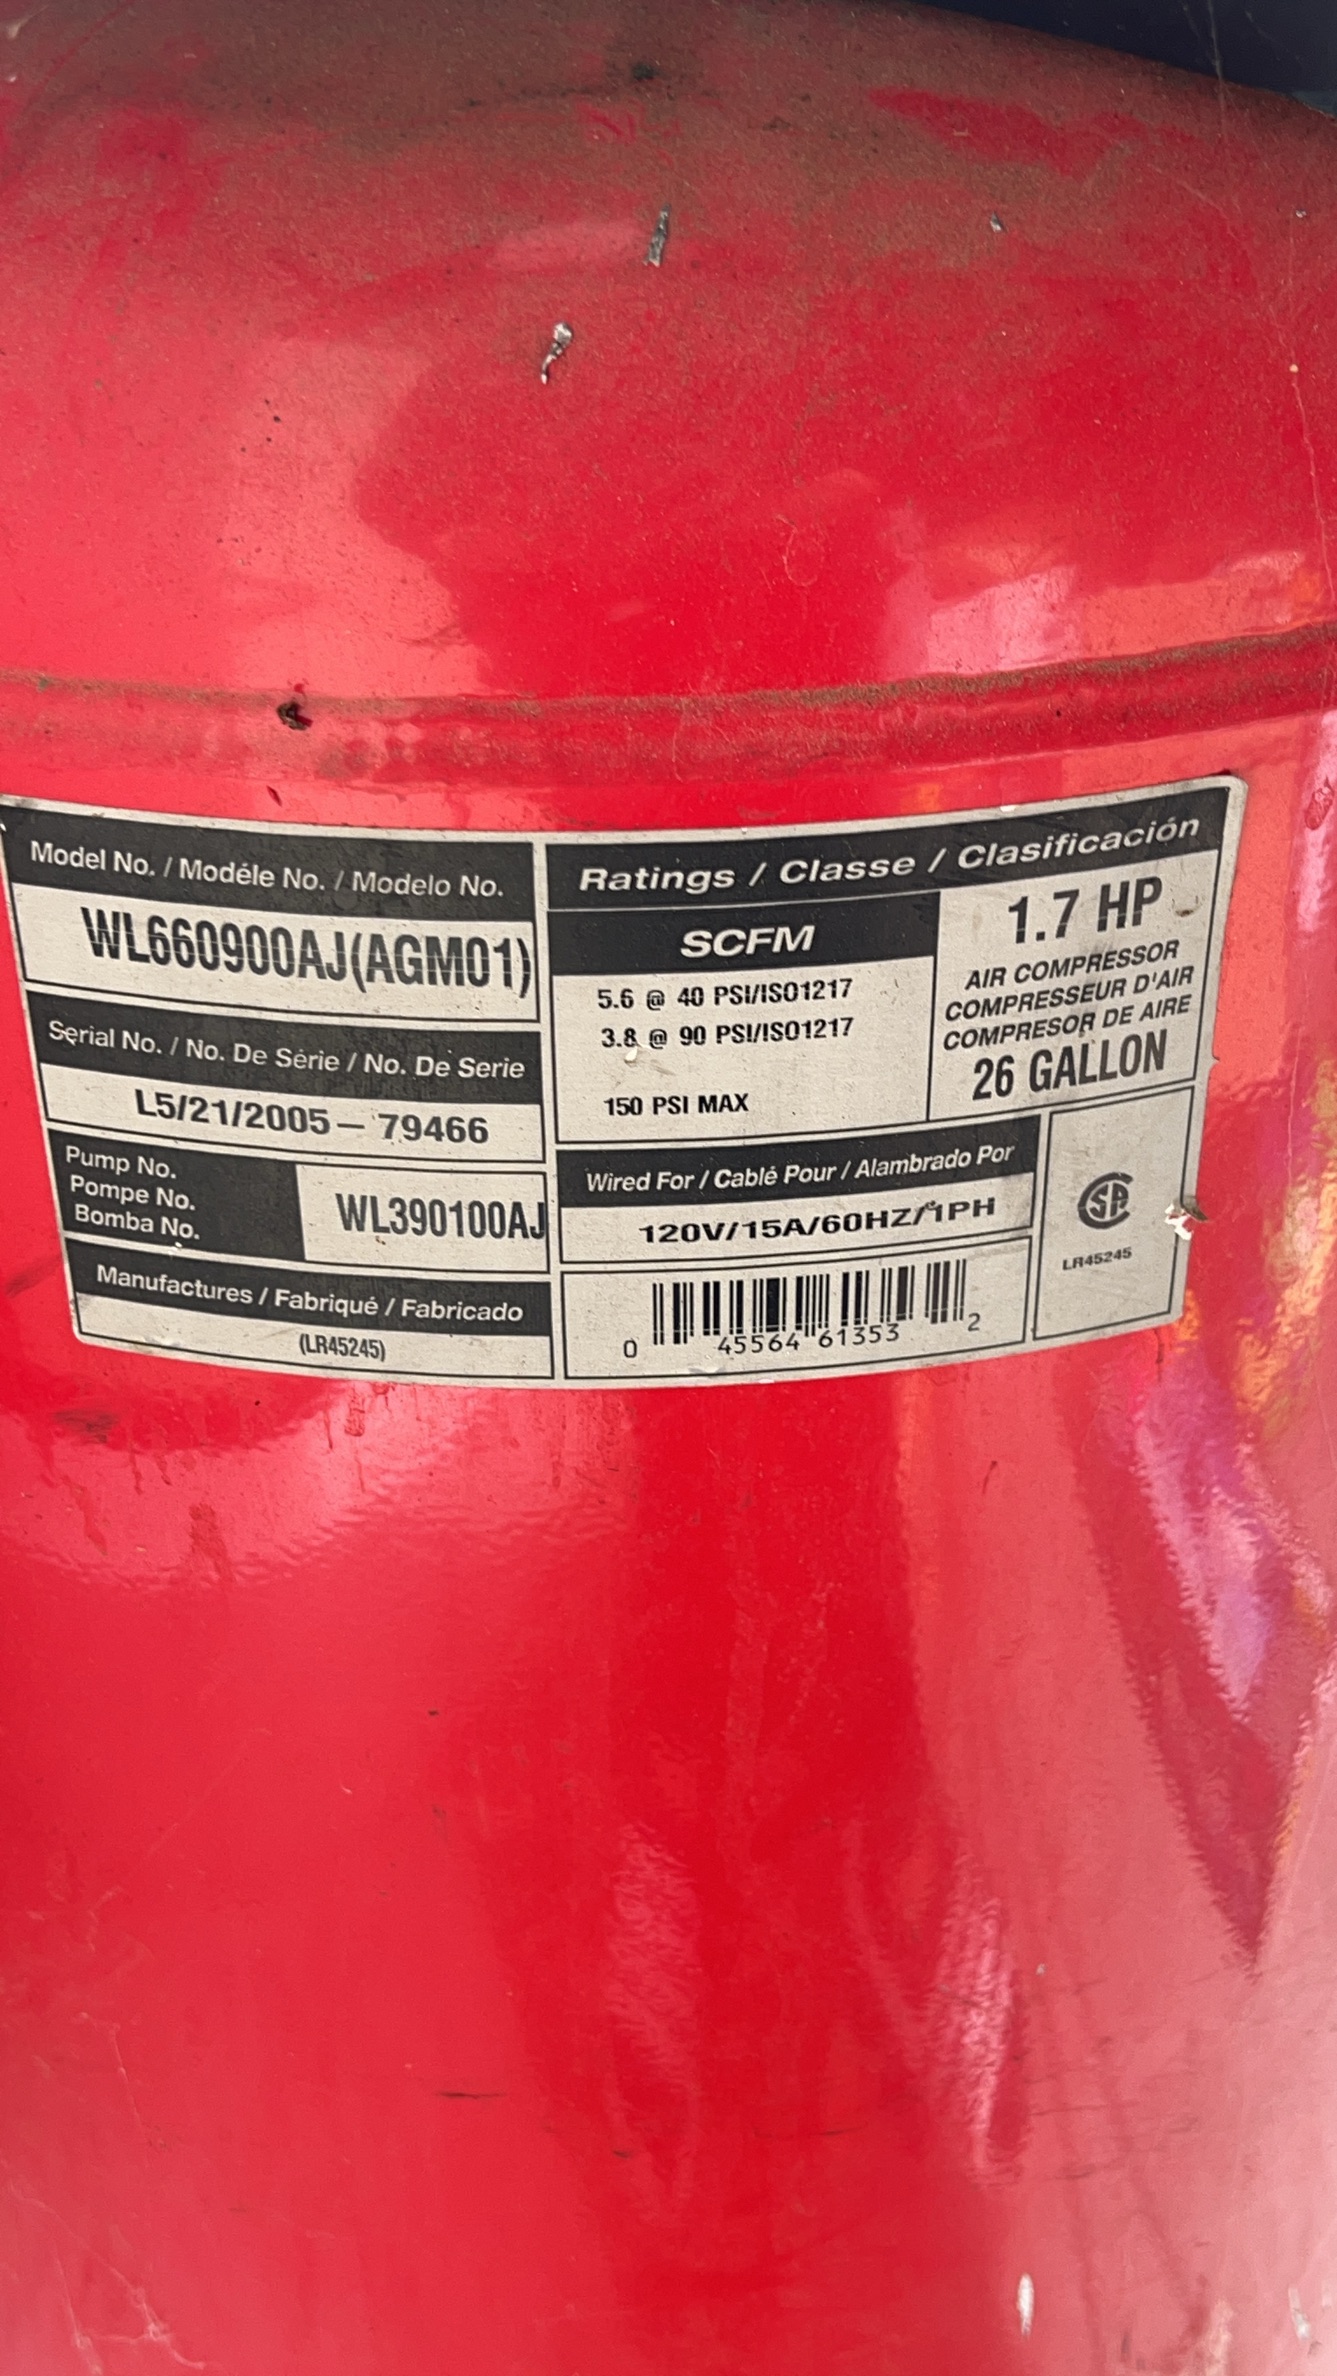 Model No. / Modéle No. / Modelo No.
WL660900AJ(AGM01)
Serial No. / No. De Série / No. De Serie
L5/21/2005 – 79466
Pump No.
Pompe No.
Bomba No.
WL390100AJ
Manufactures / Fabriqué / Fabricado
(LR45245)
Ratings / Classe / Clasificación
SCFM
5.6 @ 40 PSI/ISO1217
3.8 @ 90 PSI/ISO1217
150 PSI MAX
1.7 HP
AIR COMPRESSOR
COMPRESSEUR D'AIR
COMPRESOR DE AIRE
26 GALLON
Wired For / Cablé Pour / Alambrado Por
120V/15A/60HZ/1PH
0 45564 61353 2
SA
LR45245